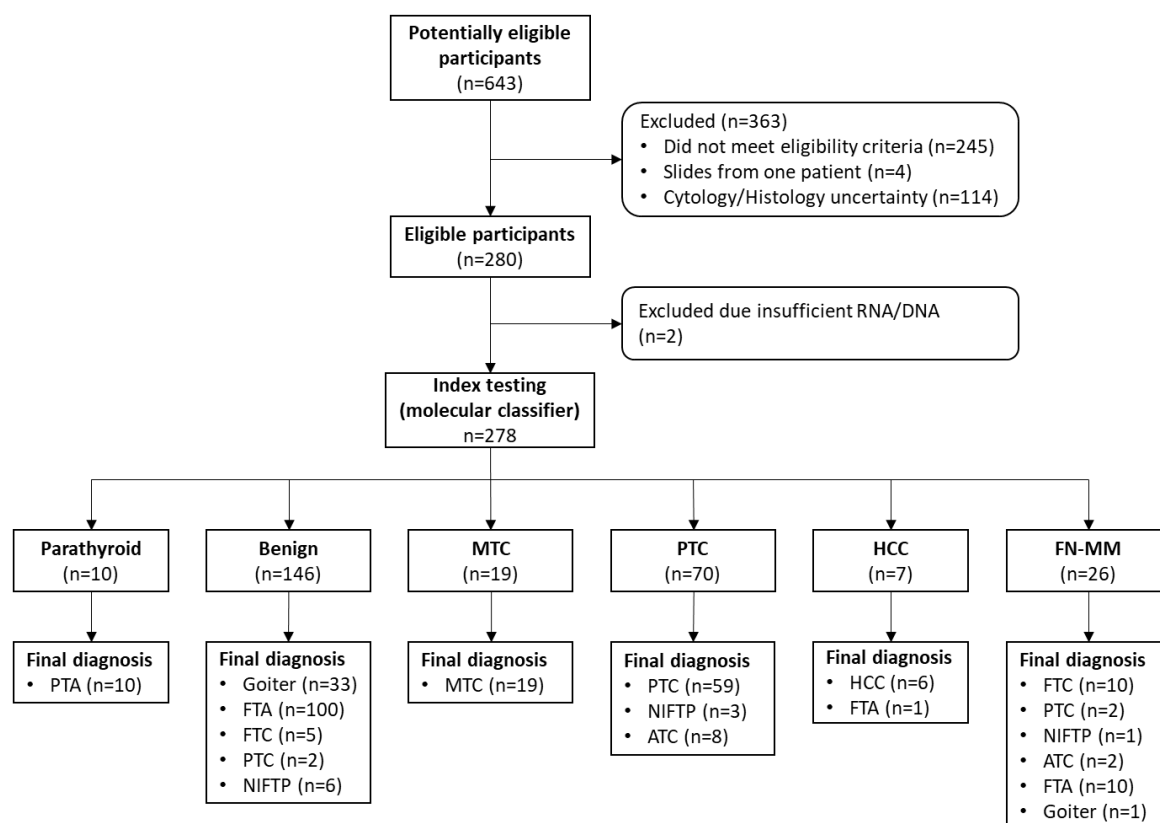 Potentially eligible
participants
(n=643)
Excluded (n=363)
• Did not meet eligibility criteria (n=245)
• Slides from one patient (n=4)
• Cytology/Histology uncertainty (n=114)
Eligible participants
(n=280)
Excluded due insufficient RNA/DNA
(n=2)
Index testing
(molecular classifier)
n=278
Parathyroid
(n=10)
Benign
(n=146)
MTC
(n=19)
PTC
(n=70)
HCC
(n=7)
FN-MM
(n=26)
Final diagnosis
• PTA (n=10)
Final diagnosis
• Goiter (n=33)
• FTA (n=100)
• FTC (n=5)
• PTC (n=2)
• NIFTP (n=6)
Final diagnosis
• MTC (n=19)
Final diagnosis
• PTC (n=59)
• NIFTP (n=3)
• ATC (n=8)
Final diagnosis
• HCC (n=6)
• FTA (n=1)
Final diagnosis
• FTC (n=10)
• PTC (n=2)
• NIFTP (n=1)
• ATC (n=2)
• FTA (n=10)
• Goiter (n=1)